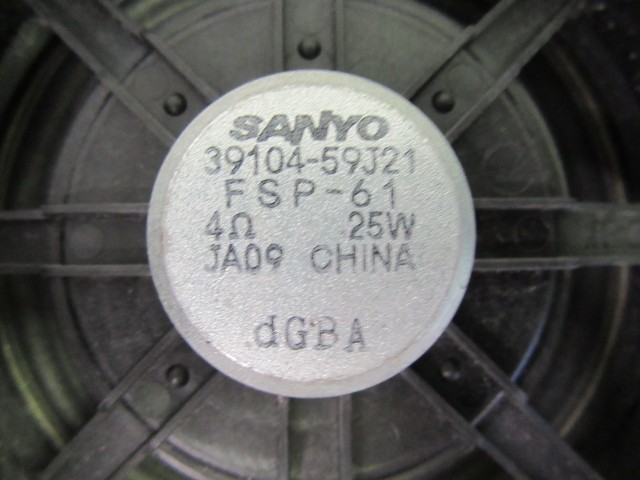 SANYO
39104-59J21
FSP-61
4Ω 25W
JA09 CHINA
dGBA